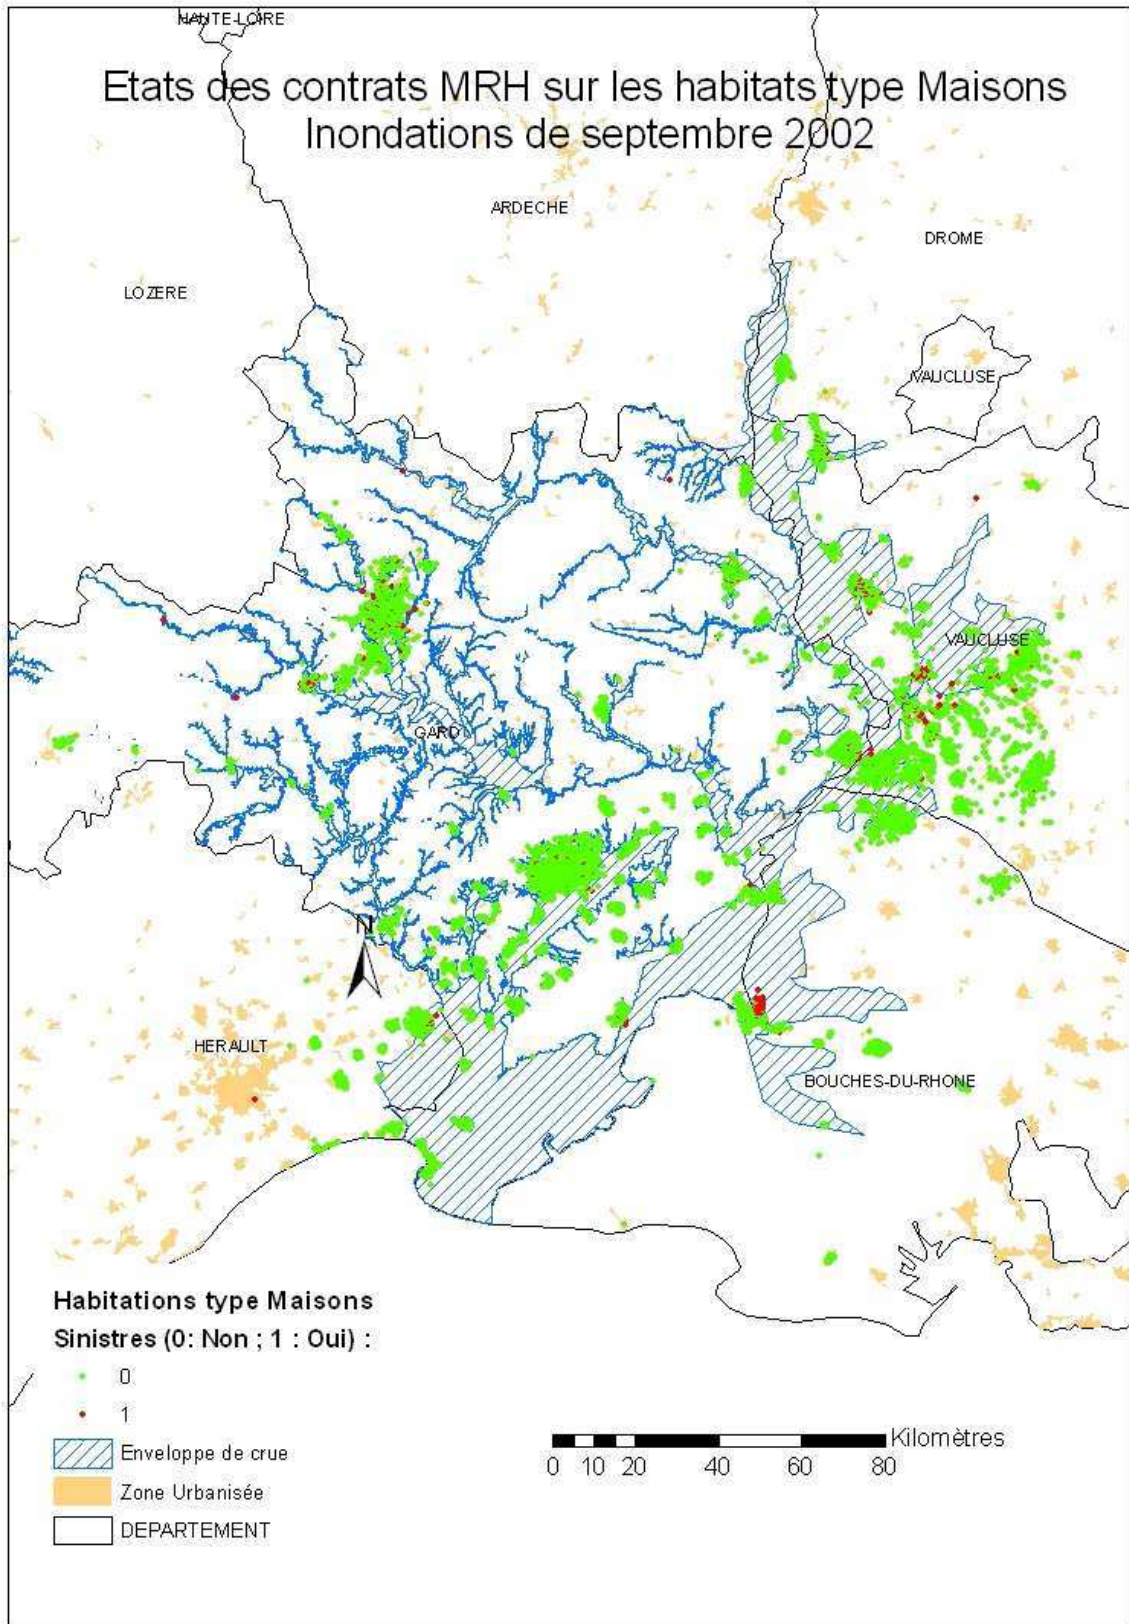 HAUTE-LOIRE
Etats des contrats MRH sur les habitats type Maisons
Inondations de septembre 2002
ARDECHE
DROME
LOZERE
VAUCLUSE
VAUCLUSE
GARD
N
HERAULT
BOUCHES-DU-RHONE
Habitations type Maisons
Sinistres (0: Non ; 1 : Oui) :
0
1
Enveloppe de crue
Zone Urbanisée
DEPARTEMENT
Kilomètres
0 10 20 40 60 80